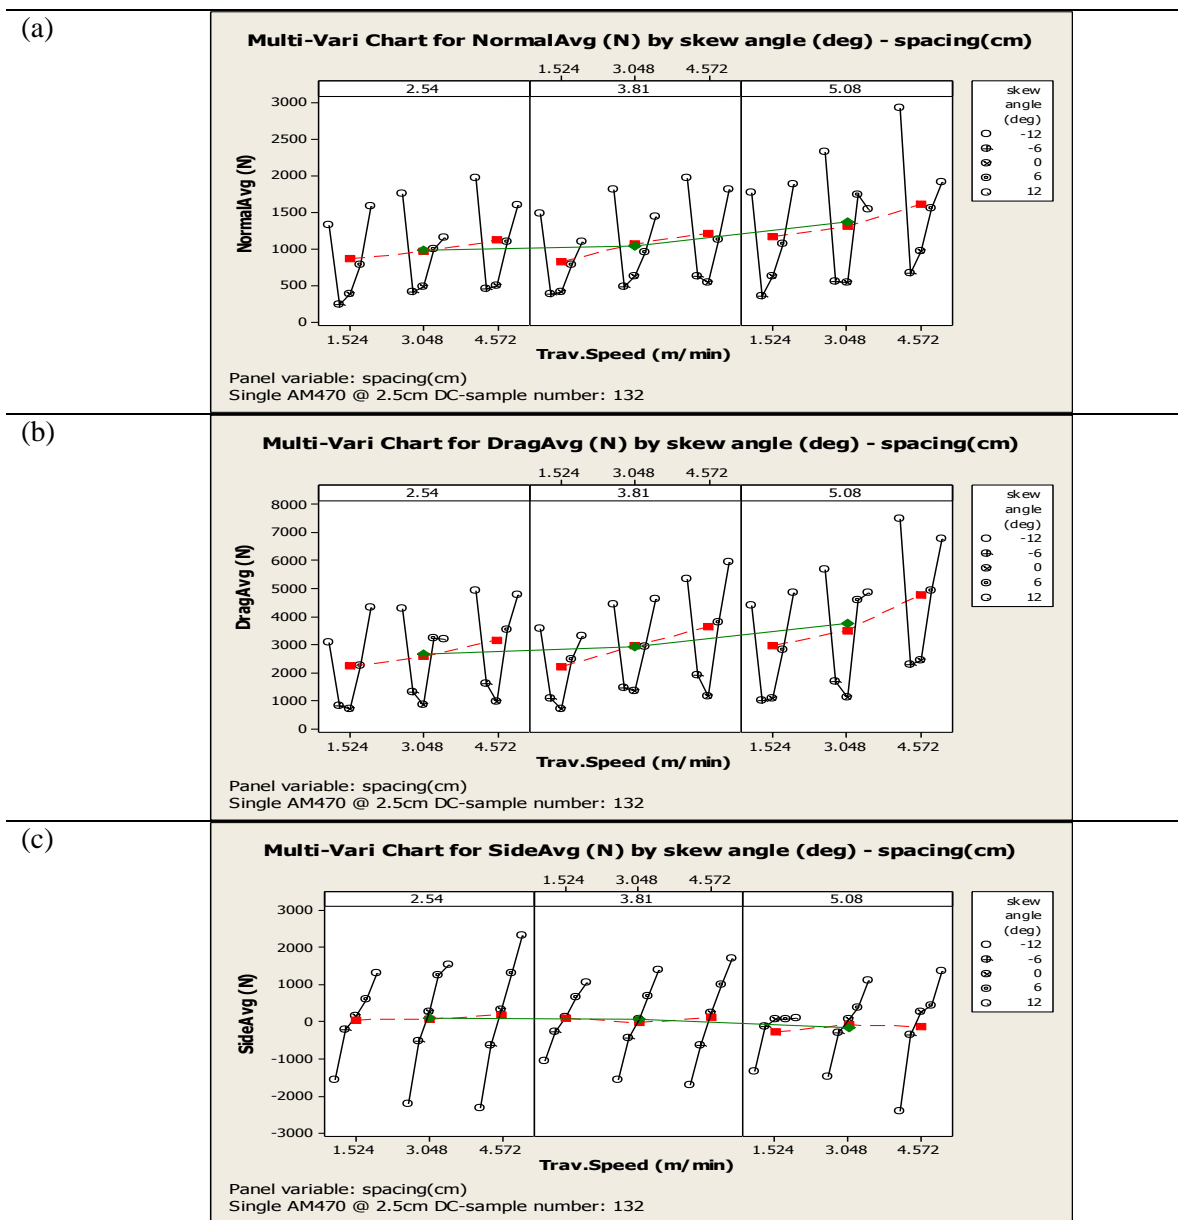 (a)
Multi-Vari Chart for NormalAvg (N) by skew angle (deg) - spacing(cm)
1.524 3.048 4.572
2.54 3.81 5.08
3000
2500
2000
1500
1000
500
0
NormalAvg (N)
skew
angle
(deg)
-12
-6
0
6
12
1.524 3.048 4.572 1.524 3.048 4.572
Trav.Speed (m/min)
Panel variable: spacing(cm)
Single AM470 @ 2.5cm DC-sample number: 132
(b)
Multi-Vari Chart for DragAvg (N) by skew angle (deg) - spacing(cm)
1.524 3.048 4.572
2.54 3.81 5.08
8000
7000
6000
5000
4000
3000
2000
1000
0
DragAvg (N)
skew
angle
(deg)
-12
-6
0
6
12
1.524 3.048 4.572 1.524 3.048 4.572
Trav.Speed (m/min)
Panel variable: spacing(cm)
Single AM470 @ 2.5cm DC-sample number: 132
(c)
Multi-Vari Chart for SideAvg (N) by skew angle (deg) - spacing(cm)
1.524 3.048 4.572
2.54 3.81 5.08
3000
2000
1000
0
-1000
-2000
-3000
SideAvg (N)
skew
angle
(deg)
-12
-6
0
6
12
1.524 3.048 4.572 1.524 3.048 4.572
Trav.Speed (m/min)
Panel variable: spacing(cm)
Single AM470 @ 2.5cm DC-sample number: 132